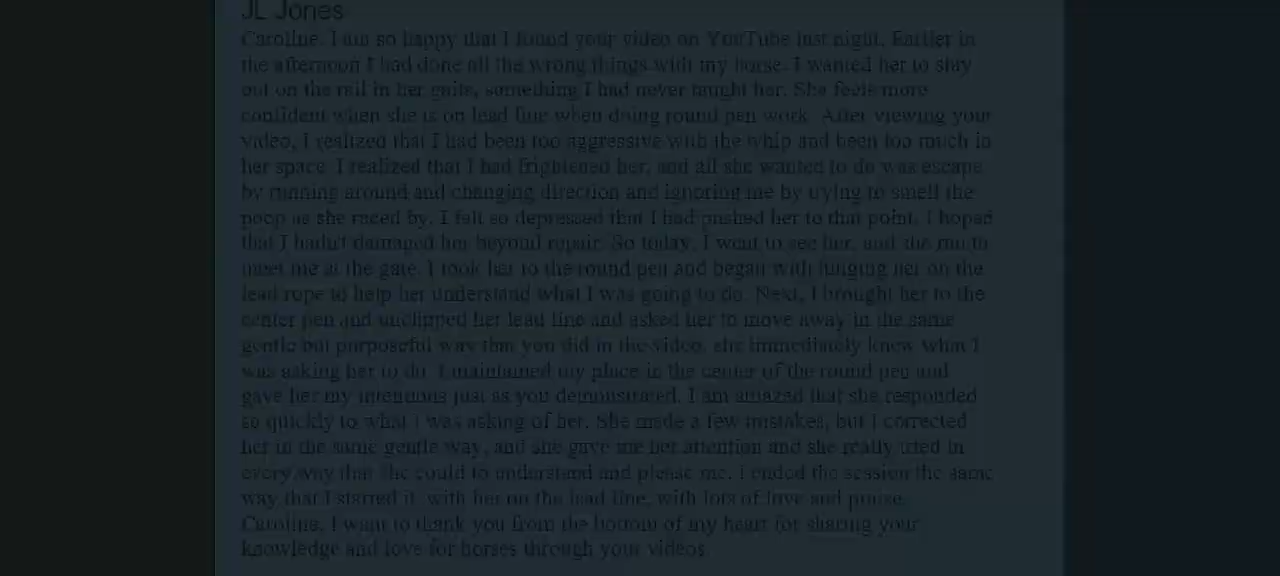 JL Jones
Caroline, I am so happy that I found your video on YouTube last night. Earlier in
the afternoon I had done all the wrong things with my horse. I wanted her to stay
out on the rail in her gaits, something I had never taught her. She feels more
confident when she is on lead line when doing round pen work. After viewing your
video, I realized that I had been too aggressive with the whip and been too much in
her space. I realized that I had frightened her, and all she wanted to do was escape
by running around and changing direction and ignoring me by trying to smell the
poop as she raced by. I felt so depressed that I had pushed her to that point. I hoped
that I hadn't damaged her beyond repair. So today, I went to see her, and she ran to
meet me at the gate. I took her to the round pen and began with lunging her on the
lead rope to help her understand what I was going to do. Next, I brought her to the
center pen and unclipped her lead line and asked her to move away in the same
gentle but purposeful way that you did in the video, she immediately knew what I
was asking her to do. I maintained my place in the center of the round pen and
gave her my intentions just as you demonstrated. I am amazed that she responded
so quickly to what I was asking of her. She made a few mistakes, but I corrected
her in the same gentle way, and she gave me her attention and she really tried in
every way that she could to understand and please me. I ended the session the same
way that I started it, with her on the lead line, with lots of love and praise.
Caroline, I want to thank you from the bottom of my heart for sharing your
knowledge and love for horses through your videos.